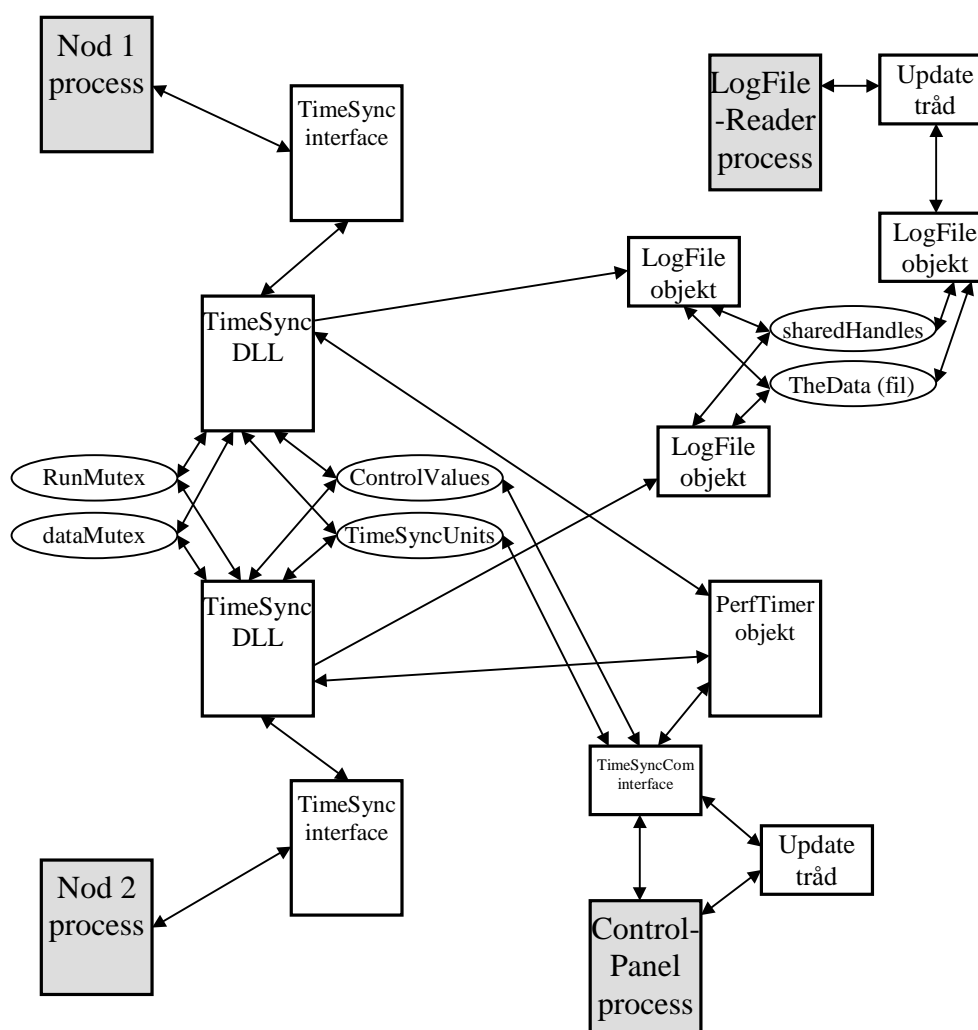 Nod 1
process
TimeSync
interface
LogFile
-Reader
process
Update
tråd
LogFile
objekt
LogFile
objekt
sharedHandles
TheData (fil)
TimeSync
DLL
LogFile
objekt
RunMutex
ControlValues
dataMutex
TimeSyncUnits
TimeSync
DLL
PerfTimer
objekt
TimeSyncCom
interface
TimeSync
interface
Update
tråd
Nod 2
process
Control-
Panel
process